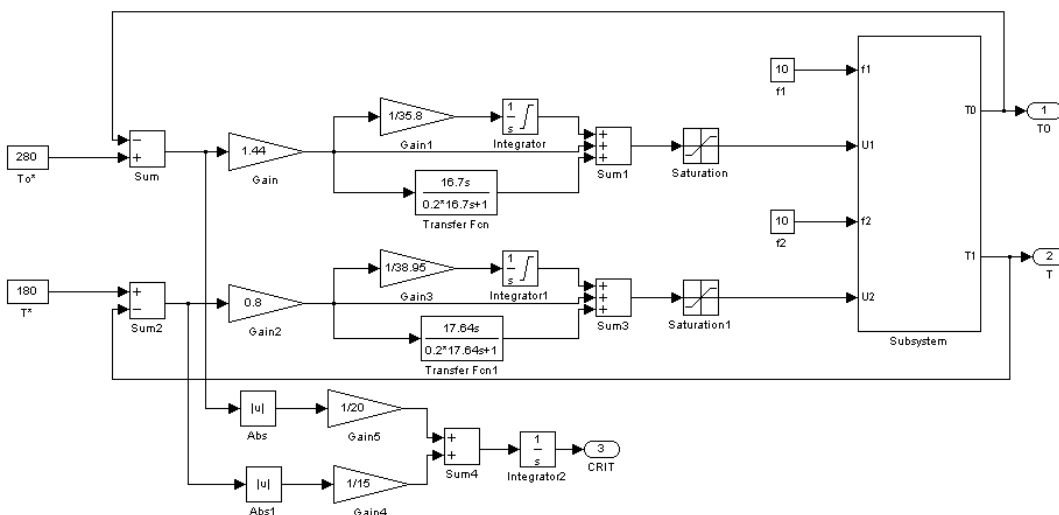 10
f1
f1
T0
1
T0
280
To*
−
+
Sum
1.44
Gain
1/35.8
Gain1
1
s
Integrator
16.7s
0.2*16.7s+1
Transfer Fcn
+
+
+
Sum1
Saturation
U1
10
f2
f2
T1
2
T
180
T*
+
−
Sum2
0.8
Gain2
1/38.95
Gain3
1
s
Integrator1
17.64s
0.2*17.64s+1
Transfer Fcn1
+
+
+
Sum3
Saturation1
U2
Subsystem
|u|
Abs
1/20
Gain5
|u|
Abs1
1/15
Gain4
+
+
Sum4
1
s
Integrator2
3
CRIT